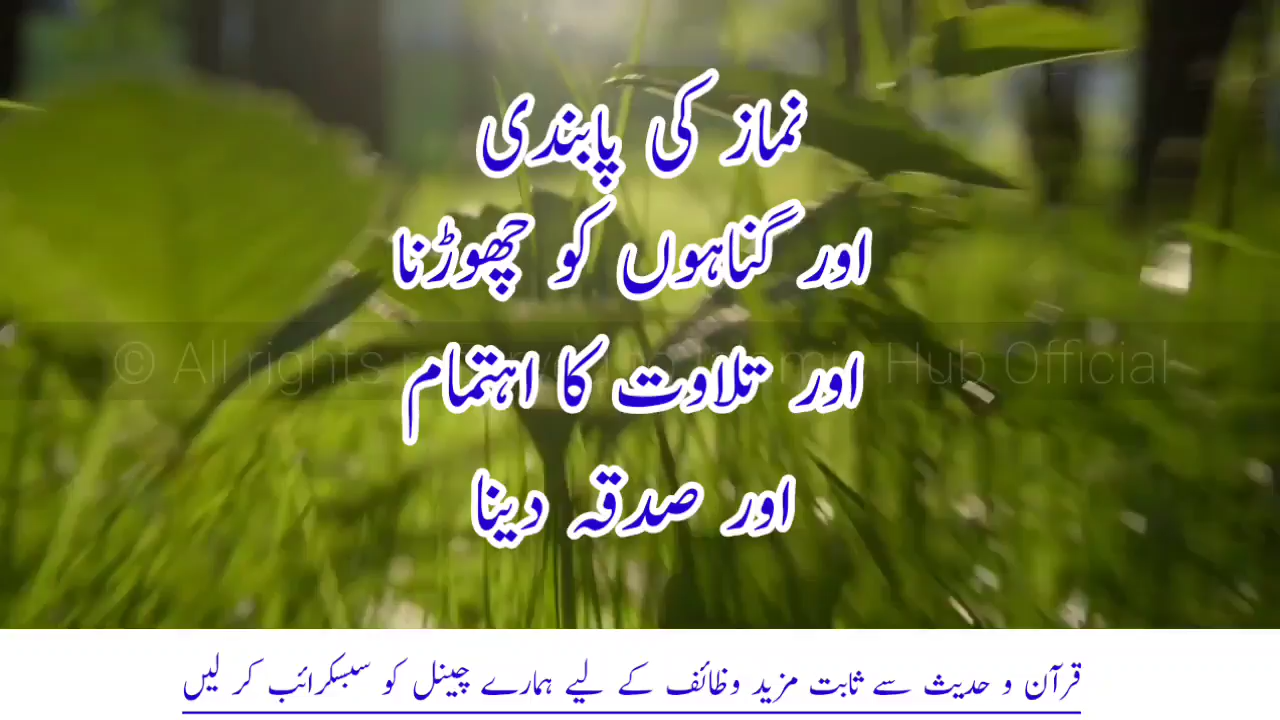 نماز کی پابندی
اور گناہوں کو چھوڑنا
© All rights Hub Official
اور تلاوت کا اہتمام
اور صدقہ دینا
قرآن و حدیث سے ثابت مزید وظائف کے لیے ہمارے چینل کو سبسکرائب کر لیں